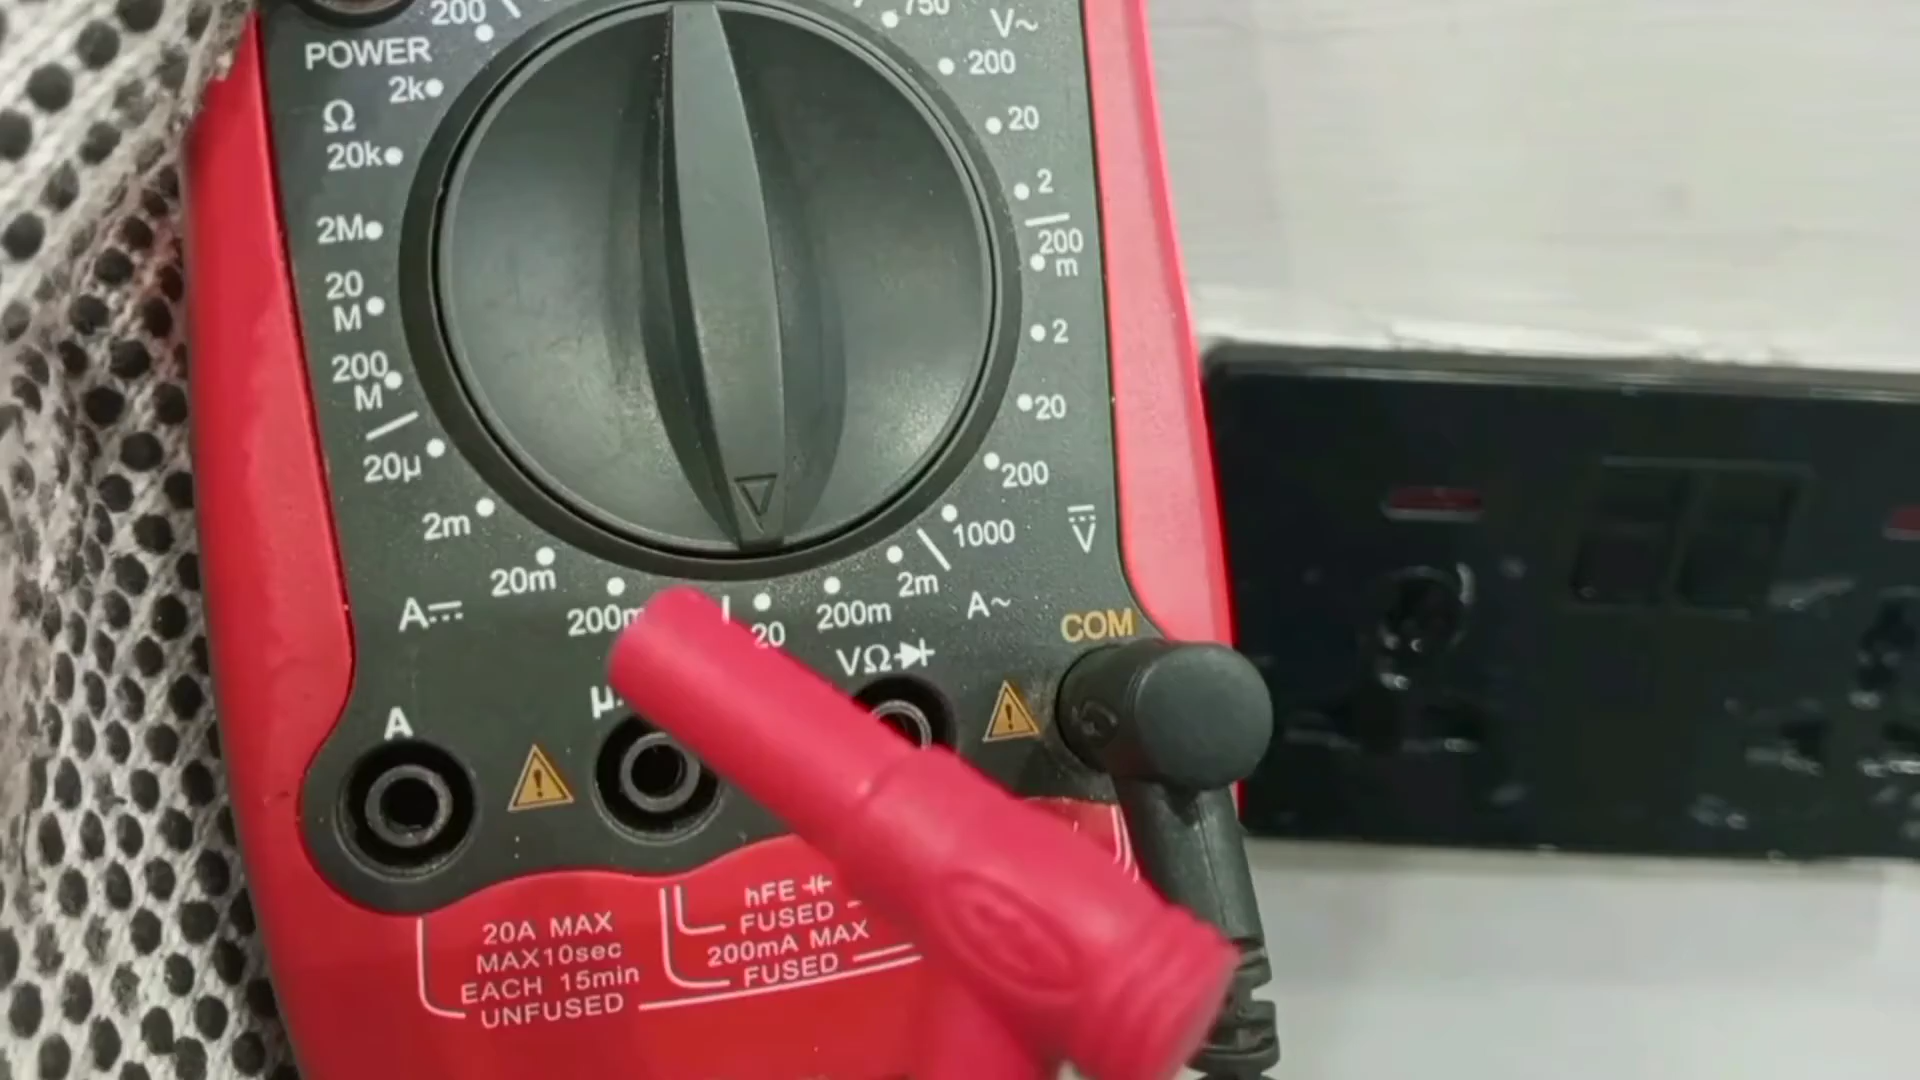 200
750
V~
POWER
200
2k
Ω
20
20k
2
2M
200
m
20
M
2
200
M
20
20µ
200
2m
1000
V
20m
2m
A
200m
20
200m
A~
COM
VΩ
µ
A
hFE
20A MAX
FUSED
MAX10sec
200mA MAX
EACH 15min
FUSED
UNFUSED